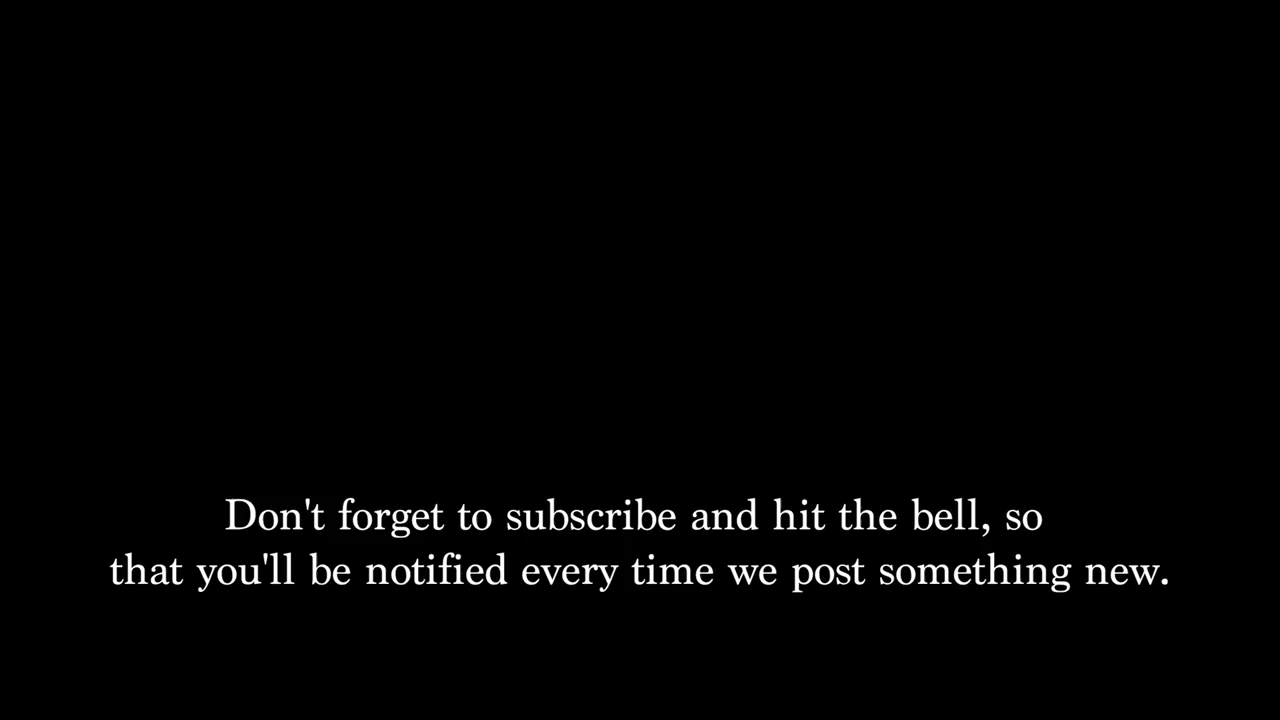 Don't forget to subscribe and hit the bell, so
that you'll be notified every time we post something new.